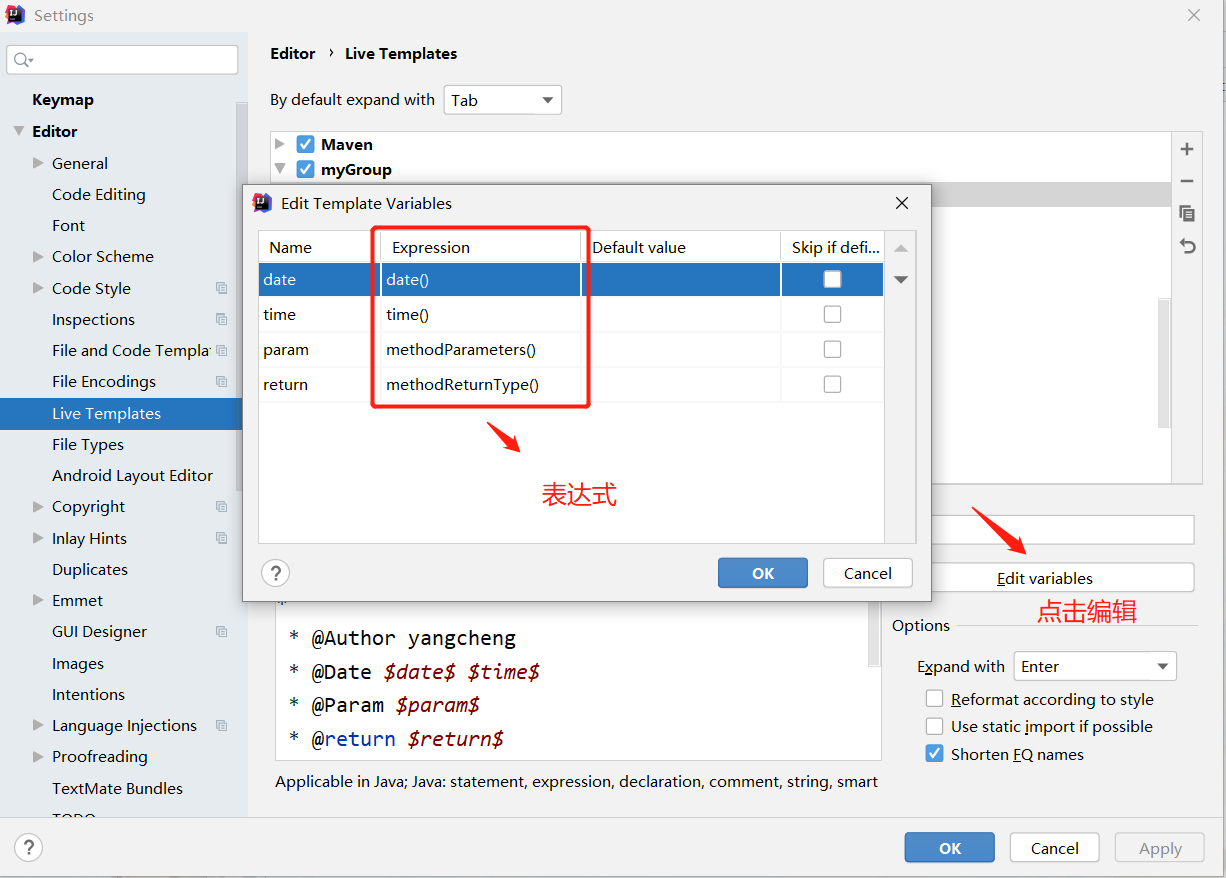 Settings
Editor › Live Templates
Keymap
By default expand with Tab
Editor
General
Code Editing
Font
Color Scheme
Code Style
Inspections
File and Code Templa
File Encodings
Live Templates
File Types
Android Layout Editor
Copyright
Inlay Hints
Duplicates
Emmet
GUI Designer
Images
Intentions
Language Injections
Proofreading
TextMate Bundles
TODO
Maven
myGroup
Edit Template Variables
Name Expression Default value Skip if defi...
date date()
time time()
param methodParameters()
return methodReturnType()
表达式
? OK Cancel
Edit variables
点击编辑
*
* @Author yangcheng
* @Date $date$ $time$
* @Param $param$
* @return $return$
Options
Expand with Enter
Reformat according to style
Use static import if possible
Shorten FQ names
Applicable in Java; Java: statement, expression, declaration, comment, string, smart
? OK Cancel Apply